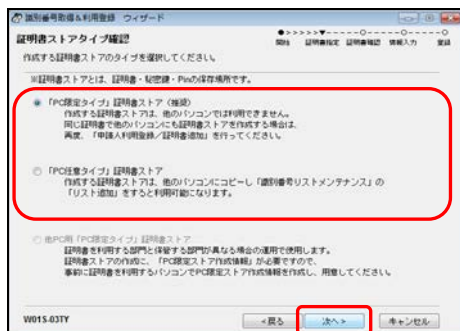 識別番号取得&利用登録 ウィザード
証明書ストアタイプ確認
開始 証明書指定 証明書確認 情報入力 登録
作成する証明書ストアのタイプを選択してください。
※証明書ストアとは、証明書・秘密鍵・Pinの保存場所です。
「PC限定タイプ」証明書ストア (推奨)
作成する証明書ストアは、他のパソコンでは利用できません。
同じ証明書で他のパソコンにも証明書ストアを作成する場合は、
再度、「申請人利用登録/証明書追加」を行ってください。
「PC任意タイプ」証明書ストア
作成する証明書ストアは、他のパソコンにコピーし「識別番号リストメンテナンス」の
「リスト追加」をすると利用可能になります。
他PC用「PC限定タイプ」証明書ストア
証明書を利用する部門と保管する部門が異なる場合の運用で使用します。
証明書ストアの作成に、「PC限定ストア作成情報」が必要ですので、
事前に証明書を利用するパソコンでPC限定ストア作成情報を作成し、用意してください。
W01S-03TY
<戻る 次へ> キャンセル